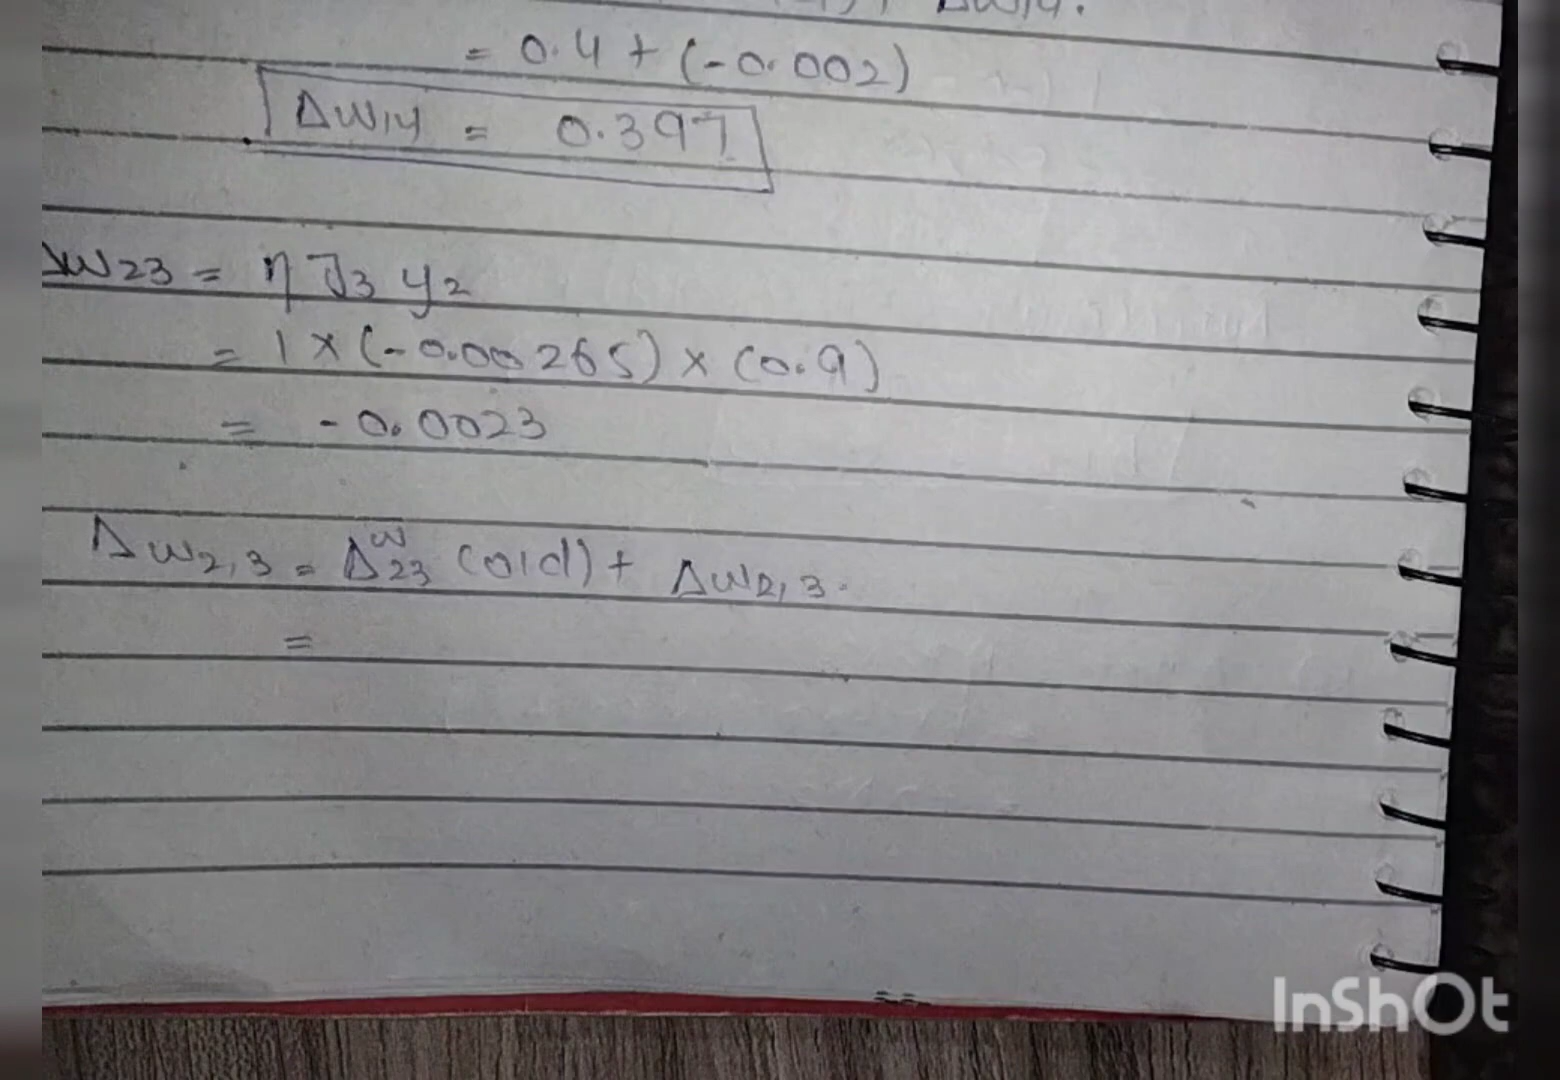 = 0.4 + (-0.002)
Δw14 = 0.397
Δw23 = η J3 y2
= 1 x (-0.00265) x (0.9)
= -0.0023
Δw2,3 = Δw23 (old) + Δw2,3.
=
InShOt